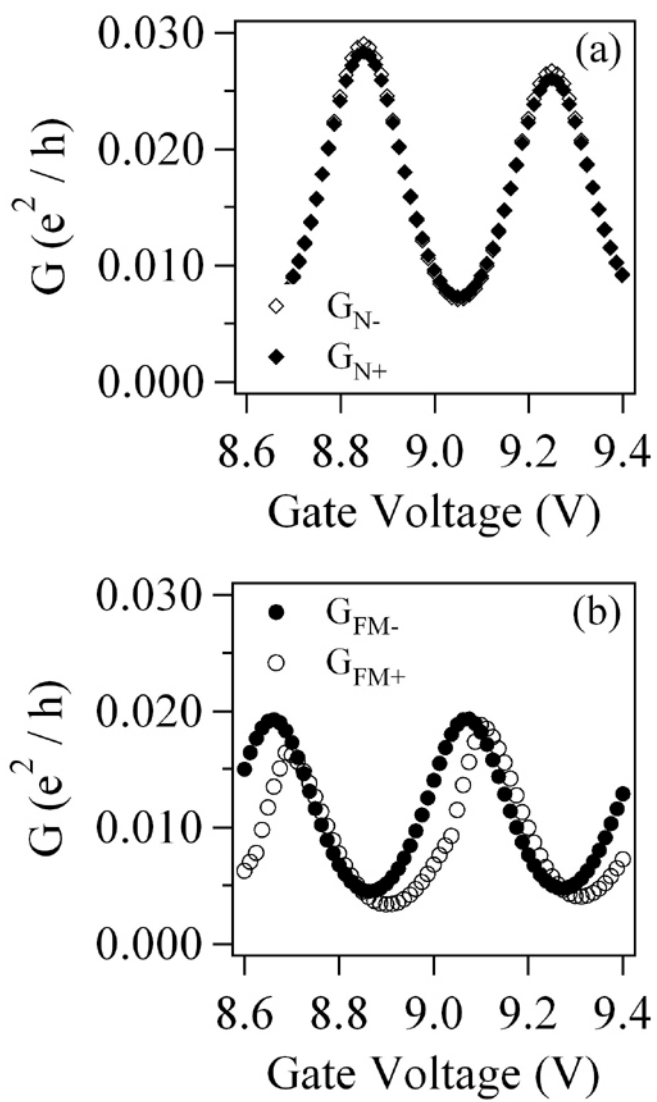 (a)
0.030
0.020
0.010
0.000
G (e² / h)
G_N-
G_N+
8.6 8.8 9.0 9.2 9.4
Gate Voltage (V)
(b)
0.030
0.020
0.010
0.000
G (e² / h)
G_FM-
G_FM+
8.6 8.8 9.0 9.2 9.4
Gate Voltage (V)